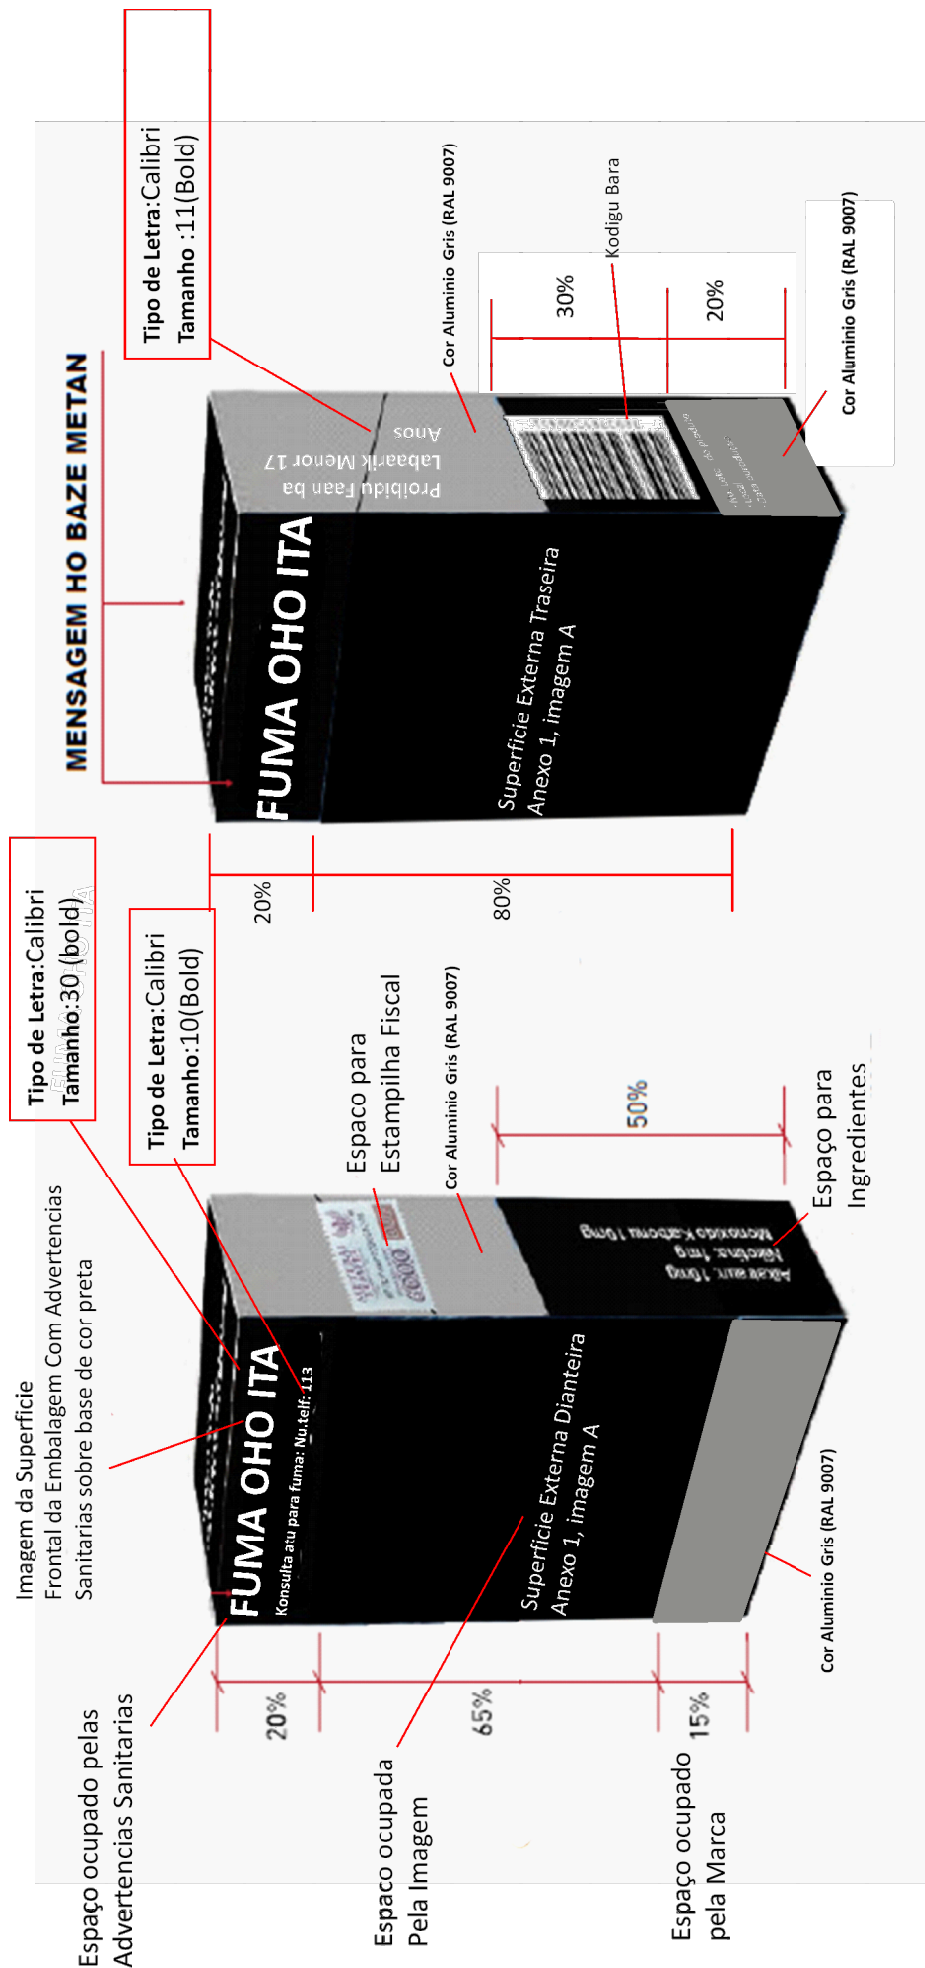 Imagem da Superficie
Frontal da Embalagem Com Advertencias
Sanitarias sobre base de cor preta
Tipo de Letra:Calibri
Tamanho:30 (bold)
MENSAGEM HO BAZE METAN
Tipo de Letra:Calibri
Tamanho :11(Bold)
Espaço ocupado pelas
Advertencias Sanitarias
Tipo de Letra:Calibri
Tamanho:10(Bold)
FUMA OHO ITA
Konsulta atu para fuma: Nu.telf: 113
Espaco para
Estampilha Fiscal
Cor Aluminio Gris (RAL 9007)
20%
65%
15%
Espaco ocupada
Pela Imagem
Superficie Externa Dianteira
Anexo 1, imagem A
50%
Nikotina: 1mg
Monoxido Karbonu 10mg
Espaço para
Ingredientes
Espaço ocupado
pela Marca
Cor Aluminio Gris (RAL 9007)
20%
80%
FUMA OHO ITA
Superficie Externa Traseira
Anexo 1, imagem A
Proibidu Faan ba
Labaarik Menor 17
Anos
Cor Aluminio Gris (RAL 9007)
30%
Kodigu Bara
20%
Cor Aluminio Gris (RAL 9007)